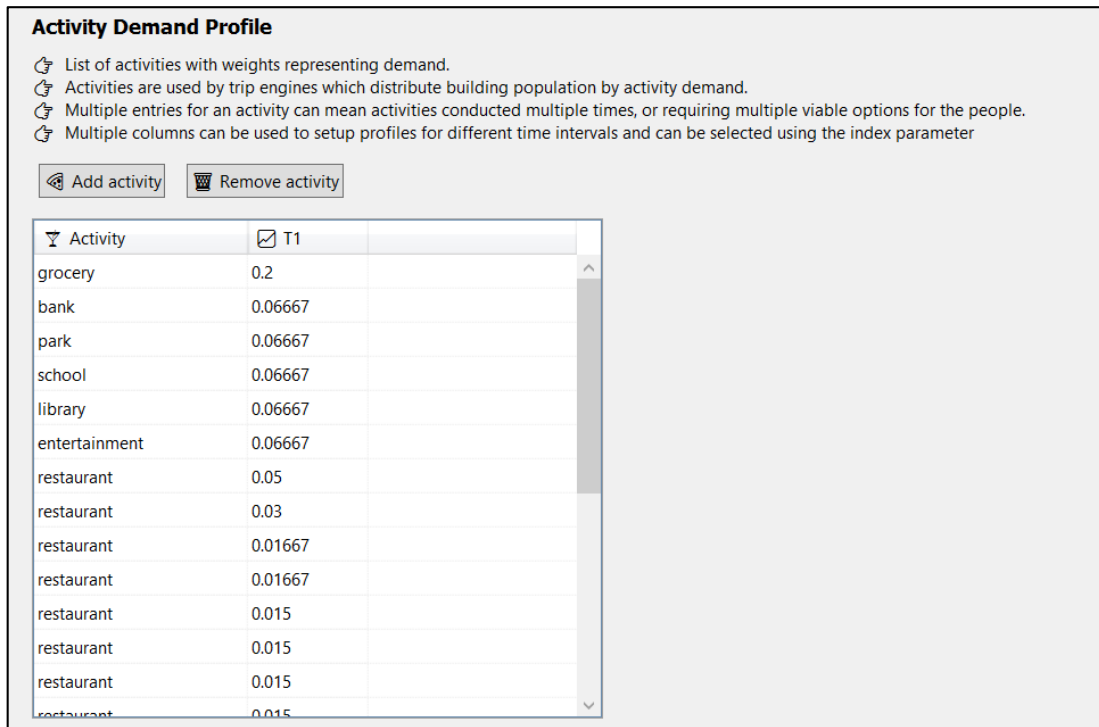 Activity Demand Profile
List of activities with weights representing demand.
Activities are used by trip engines which distribute building population by activity demand.
Multiple entries for an activity can mean activities conducted multiple times, or requiring multiple viable options for the people.
Multiple columns can be used to setup profiles for different time intervals and can be selected using the index parameter
Add activity Remove activity
Activity T1
grocery 0.2
bank 0.06667
park 0.06667
school 0.06667
library 0.06667
entertainment 0.06667
restaurant 0.05
restaurant 0.03
restaurant 0.01667
restaurant 0.01667
restaurant 0.015
restaurant 0.015
restaurant 0.015
restaurant 0.015